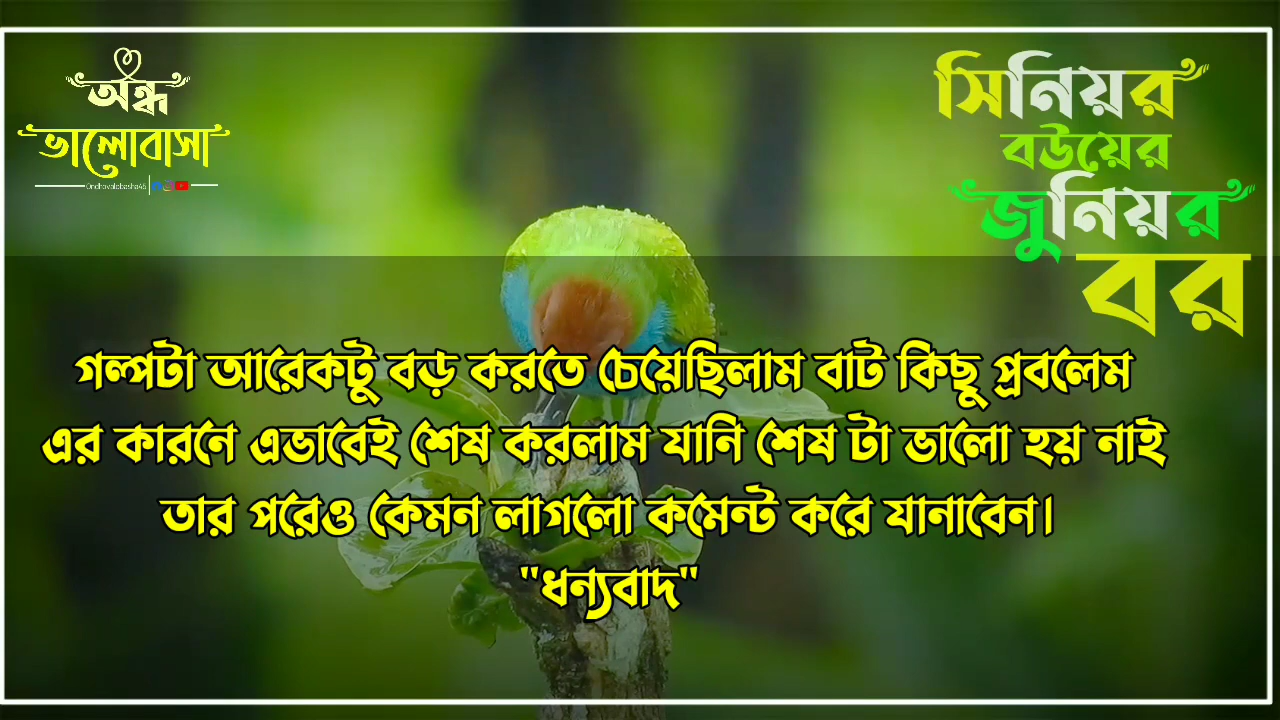 অন্ধ
ভালোবাসা
Ondhovalobasha46
সিনিয়র
বউয়ের
জুনিয়র
বর
গল্পটা আরেকটু বড় করতে চেয়েছিলাম বাট কিছু প্রবলেম
এর কারনে এভাবেই শেষ করলাম যানি শেষ টা ভালো হয় নাই
তার পরেও কেমন লাগলো কমেন্ট করে যানাবেন।
"ধন্যবাদ"